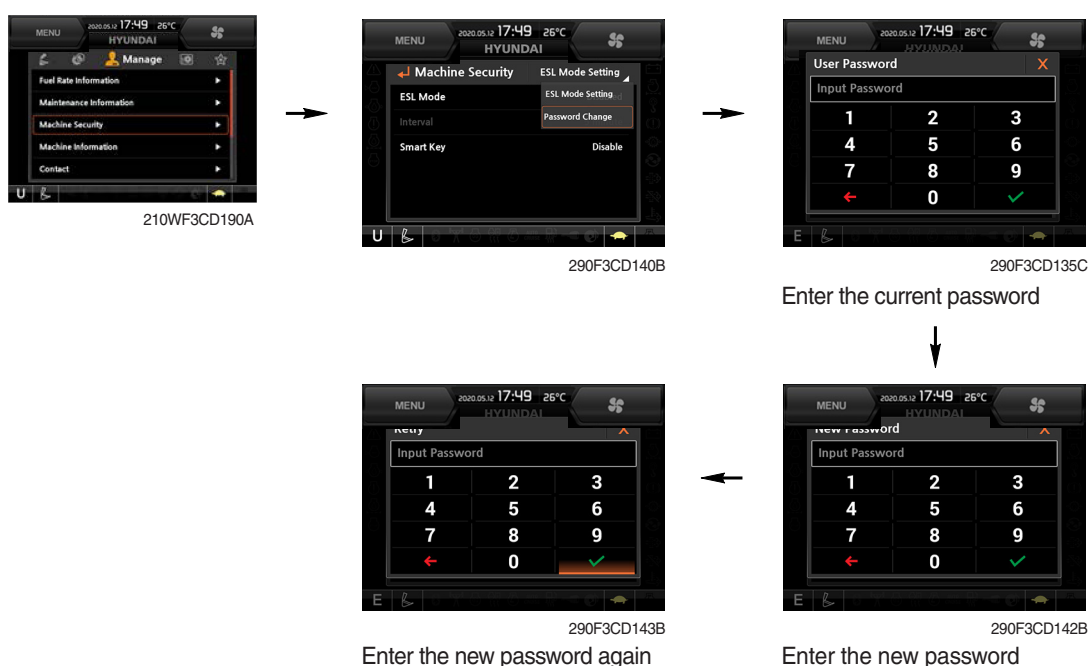 MENU
2020.05.12 17:49 26°C
HYUNDAI
Manage
Fuel Rate Information
Maintenance Information
Machine Security
Machine Information
Contact
U
210WF3CD190A
MENU
2020.05.12 17:49 26°C
HYUNDAI
Machine Security ESL Mode Setting
ESL Mode
ESL Mode Setting
Interval
Password Change
Smart Key Disable
U
290F3CD140B
MENU
2020.05.12 17:49 26°C
HYUNDAI
User Password X
Input Password
1 2 3
4 5 6
7 8 9
0
E
290F3CD135C
Enter the current password
MENU
2020.05.12 17:49 26°C
HYUNDAI
Retry X
Input Password
1 2 3
4 5 6
7 8 9
0
E
290F3CD143B
Enter the new password again
MENU
2020.05.12 17:49 26°C
HYUNDAI
New Password X
Input Password
1 2 3
4 5 6
7 8 9
0
E
290F3CD142B
Enter the new password